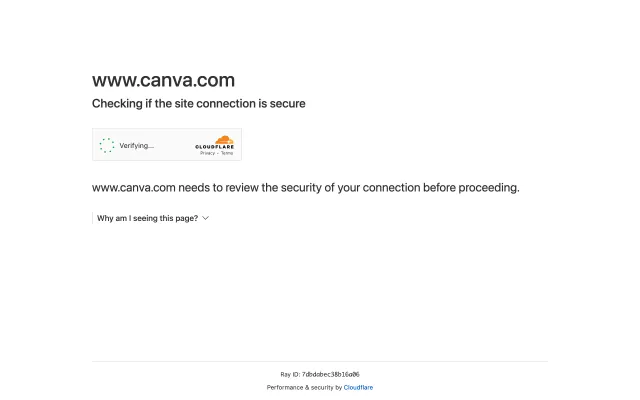 www.canva.com
Checking if the site connection is secure
Verifying...
CLOUDFLARE
Privacy • Terms
www.canva.com needs to review the security of your connection before proceeding.
Why am I seeing this page?
Ray ID: 7dbdabec38b16a06
Performance & security by Cloudflare